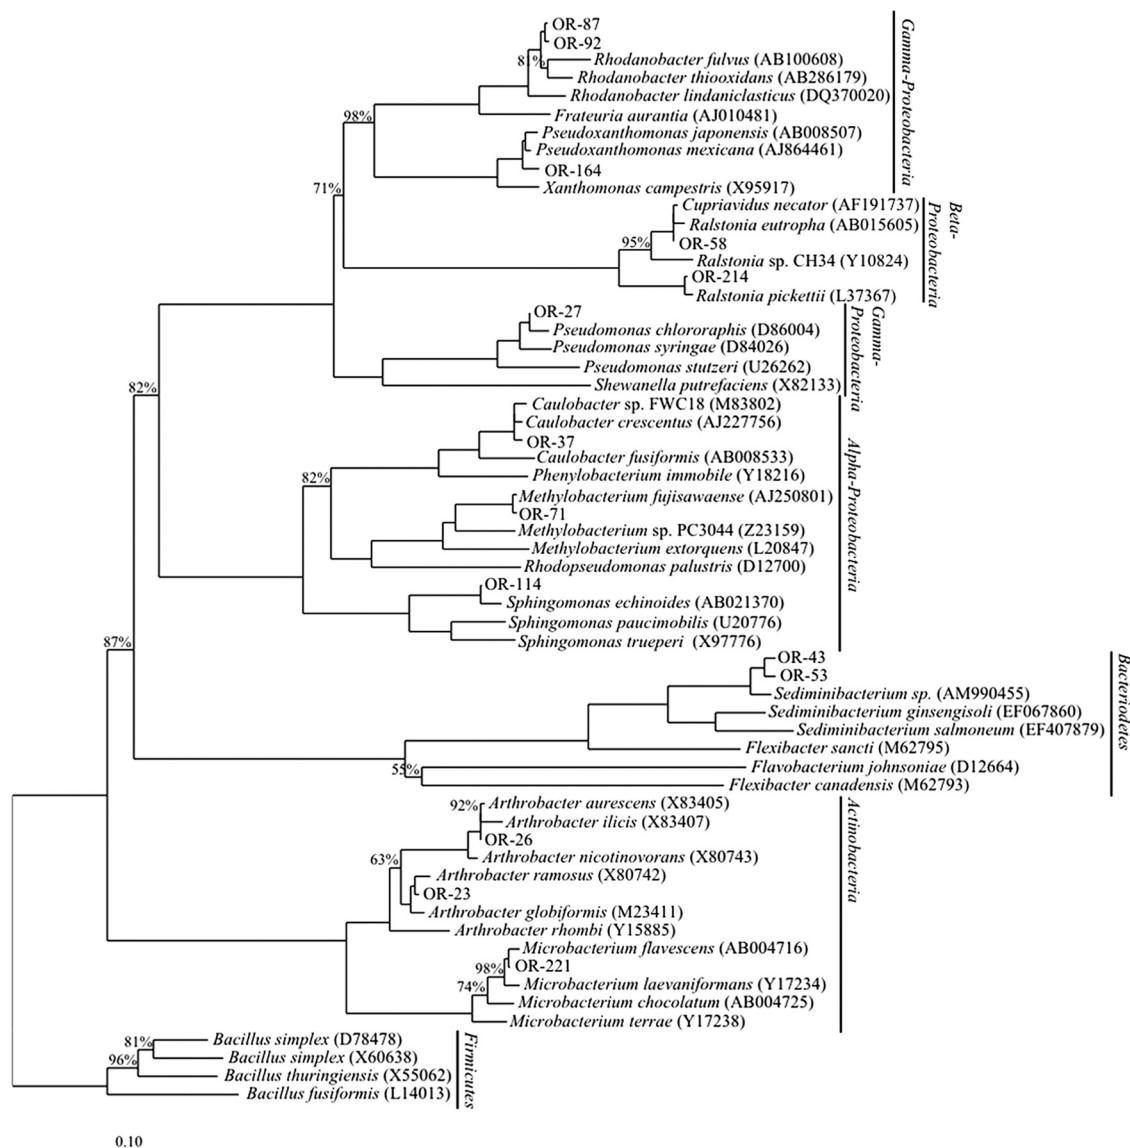 OR-87
OR-92
81%
Rhodanobacter fulvus (AB100608)
Rhodanobacter thiooxidans (AB286179)
Rhodanobacter lindaniclasticus (DQ370020)
98%
Frateuria aurantia (AJ010481)
Pseudoxanthomonas japonensis (AB008507)
Pseudoxanthomonas mexicana (AJ864461)
OR-164
Xanthomonas campestris (X95917)
Gamma-Proteobacteria
71%
Cupriavidus necator (AF191737)
Ralstonia eutropha (AB015605)
95%
OR-58
Ralstonia sp. CH34 (Y10824)
OR-214
Ralstonia pickettii (L37367)
Beta-
Proteobacteria
OR-27
Pseudomonas chlororaphis (D86004)
Pseudomonas syringae (D84026)
Pseudomonas stutzeri (U26262)
Shewanella putrefaciens (X82133)
Gamma-
Proteobacteria
82%
Caulobacter sp. FWC18 (M83802)
Caulobacter crescentus (AJ227756)
OR-37
Caulobacter fusiformis (AB008533)
82%
Phenylobacterium immobile (Y18216)
Methylobacterium fujisawaense (AJ250801)
OR-71
Methylobacterium sp. PC3044 (Z23159)
Methylobacterium extorquens (L20847)
Rhodopseudomonas palustris (D12700)
OR-114
Sphingomonas echinoides (AB021370)
Sphingomonas paucimobilis (U20776)
Sphingomonas trueperi (X97776)
Alpha-Proteobacteria
87%
OR-43
OR-53
Sediminibacterium sp. (AM990455)
Sediminibacterium ginsengisoli (EF067860)
Sediminibacterium salmoneum (EF407879)
Flexibacter sancti (M62795)
55%
Flavobacterium johnsoniae (D12664)
Flexibacter canadensis (M62793)
Bacteriodetes
92%
Arthrobacter aurescens (X83405)
Arthrobacter ilicis (X83407)
OR-26
Arthrobacter nicotinovorans (X80743)
63%
Arthrobacter ramosus (X80742)
OR-23
Arthrobacter globiformis (M23411)
Arthrobacter rhombi (Y15885)
Microbacterium flavescens (AB004716)
98%
OR-221
74%
Microbacterium laevaniformans (Y17234)
Microbacterium chocolatum (AB004725)
Microbacterium terrae (Y17238)
Actinobacteria
81%
Bacillus simplex (D78478)
96%
Bacillus simplex (X60638)
Bacillus thuringiensis (X55062)
Bacillus fusiformis (L14013)
Firmicutes
0.10